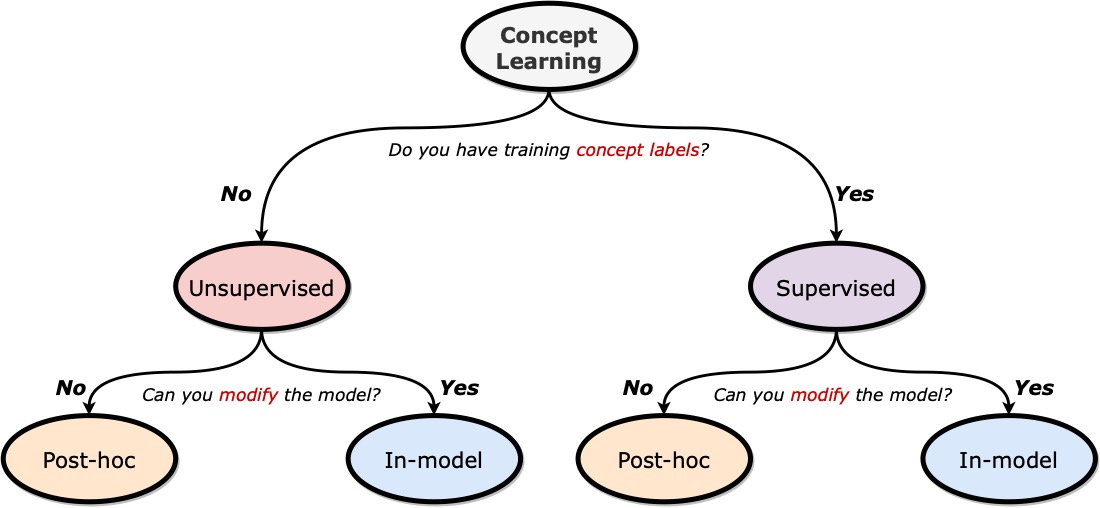 Concept
Learning
Do you have training concept labels?
No
Yes
Unsupervised
Supervised
No
Can you modify the model?
Yes
No
Can you modify the model?
Yes
Post-hoc
In-model
Post-hoc
In-model